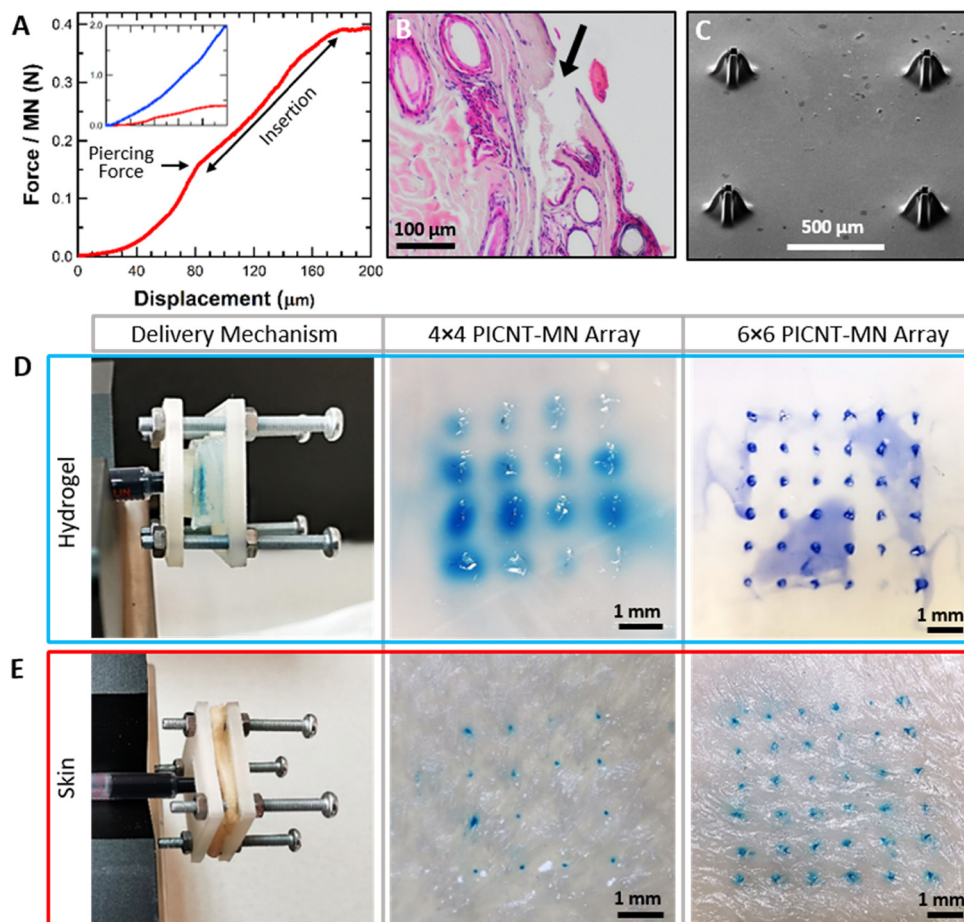 A
0.4
0.3
0.2
0.1
0.0
Force / MN (N)
2.0
1.0
0.0
Piercing
Force
Insertion
0
40
80
120
160
200
Displacement (μm)
B
100 μm
C
500 μm
Delivery Mechanism
4×4 PICNT-MN Array
6×6 PICNT-MN Array
D
Hydrogel
LIN
1 mm
1 mm
E
Skin
1 mm
1 mm